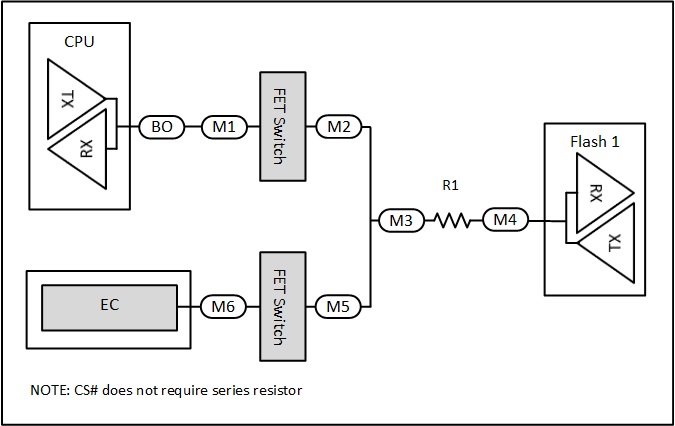 CPU
TX
RX
BO
M1
FET Switch
M2
Flash 1
RX
TX
R1
M3
M4
EC
M6
FET Switch
M5
NOTE: CS# does not require series resistor